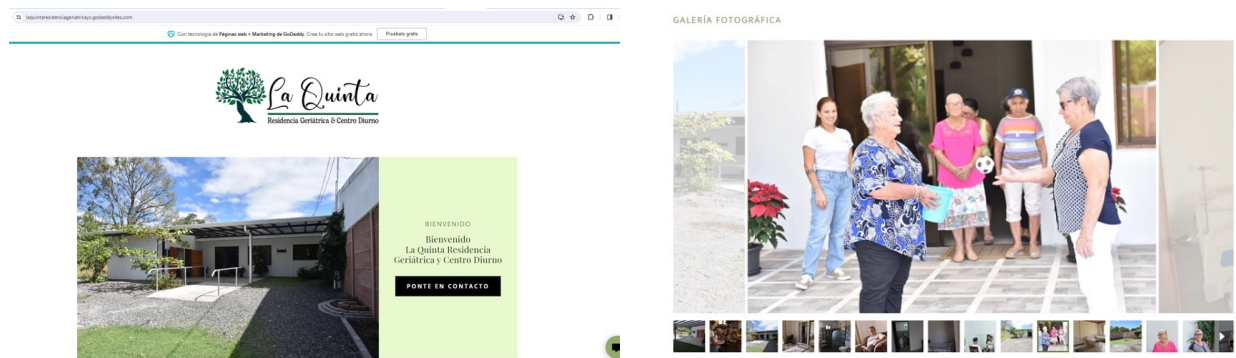 laquintaresidenciageriatricayc.godaddysites.com
Con tecnología de Páginas web + Marketing de GoDaddy. Crea tu sitio web gratis ahora.
Pruébalo gratis
La Quinta
Residencia Geriátrica & Centro Diurno
BIENVENIDO
Bienvenido
La Quinta Residencia
Geriátrica y Centro Diurno
PONTE EN CONTACTO
GALERÍA FOTOGRÁFICA